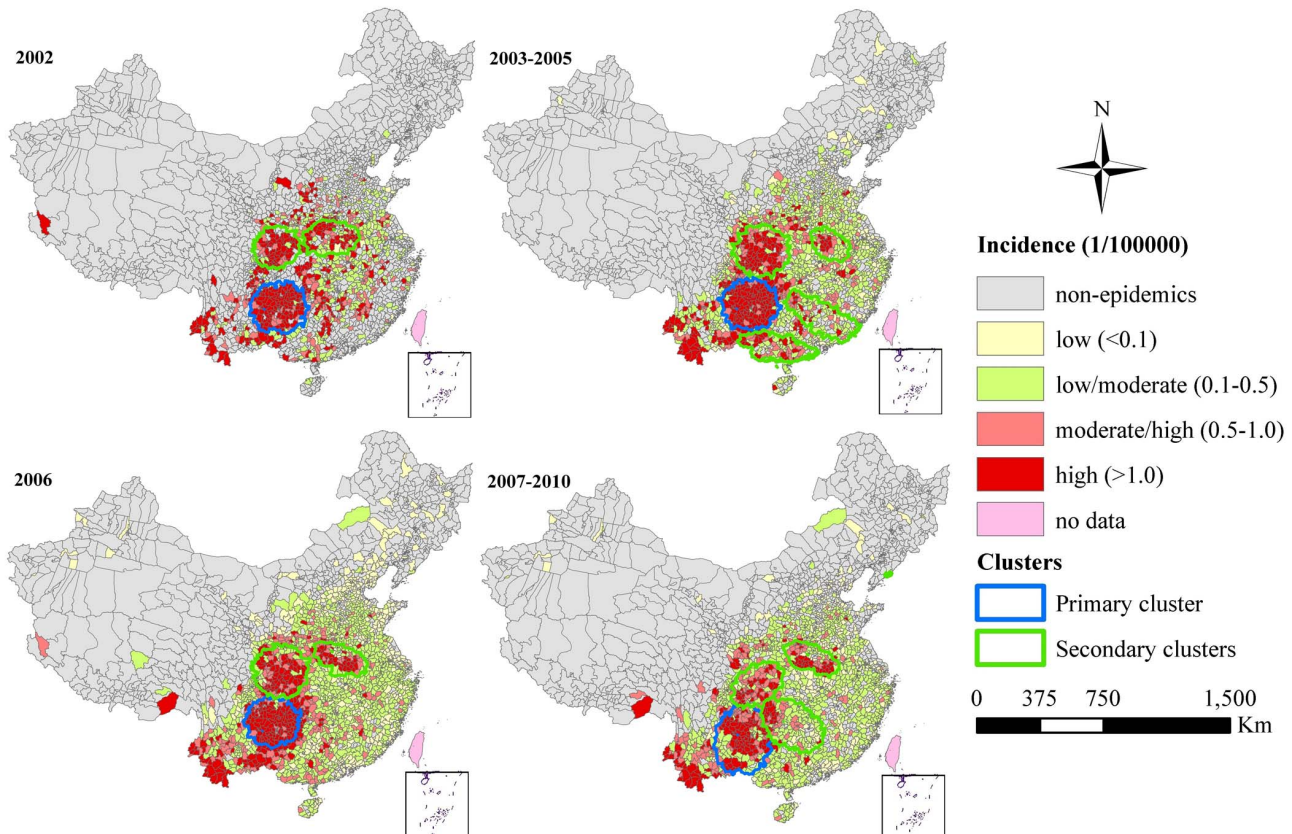 2002
2003-2005
N
Incidence (1/100000)
non-epidemics
low (<0.1)
low/moderate (0.1-0.5)
moderate/high (0.5-1.0)
high (>1.0)
no data
Clusters
Primary cluster
Secondary clusters
0 375 750 1,500
Km
2006
2007-2010